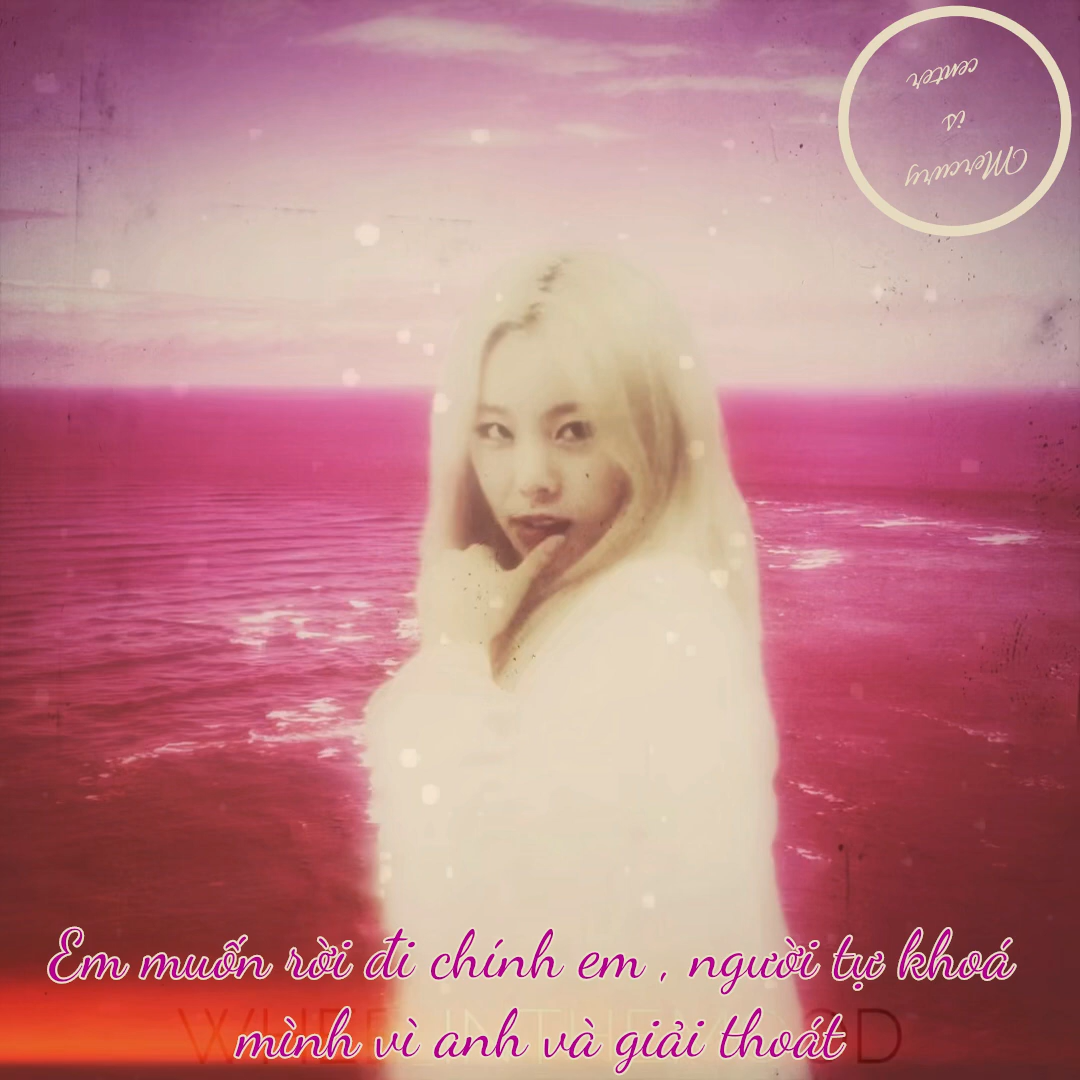 Mercury
is
center
Em muốn rời đi chính em , người tự khoá
mình vì anh và giải thoát